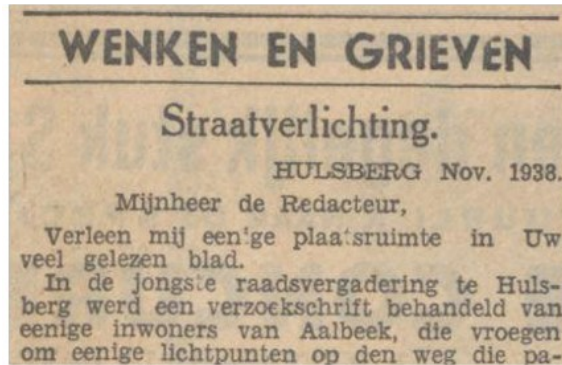 WENKEN EN GRIEVEN
Straatverlichting.
HULSBERG Nov. 1938.
Mijnheer de Redacteur,
Verleen mij een'ge plaatsruimte in Uw
veel gelezen blad.
In de jongste raadsvergadering te Huls-
berg werd een verzoekschrift behandeld van
eenige inwoners van Aalbeek, die vroegen
om eenige lichtpunten op den weg die pa-